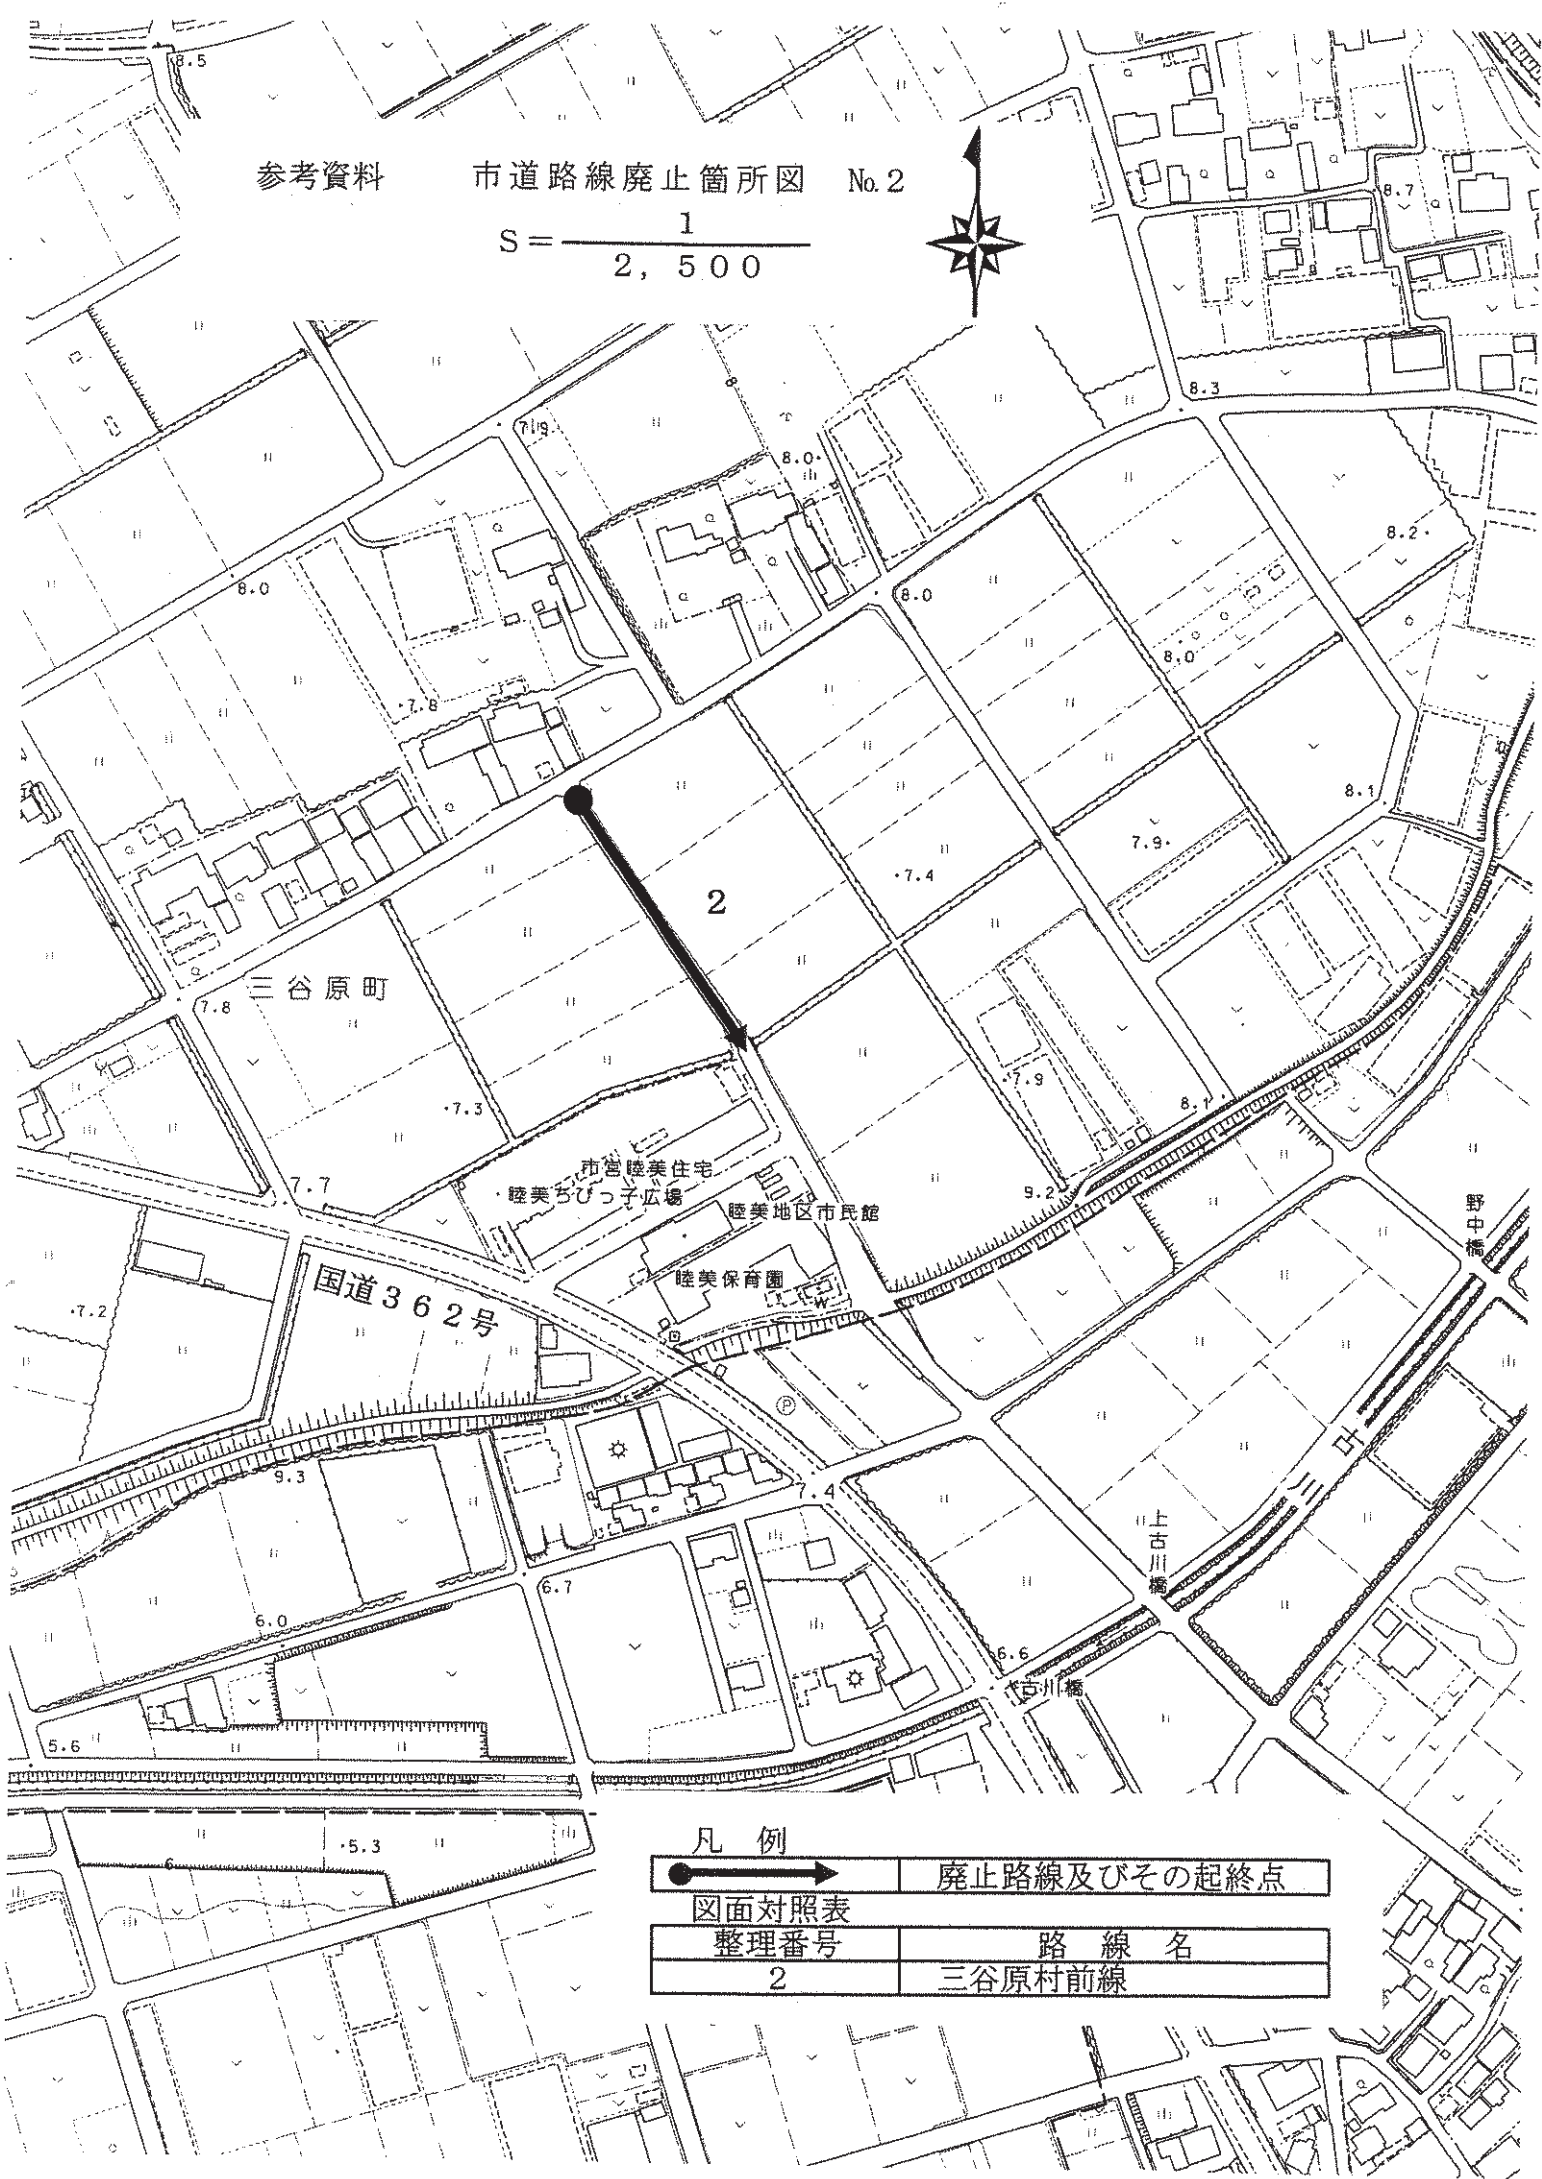 8.5
参考資料　市道路線廃止箇所図　№2
S＝1/2,500
8.7
8.3
7.9
8.0
8.2
8.0
8.0
8.0
7.8
8.1
7.9
7.4
2
三谷原町
7.8
7.9
7.3
8.1
市営睦美住宅
7.7
睦美ちびっ子広場
9.2
睦美地区市民館
野中橋
睦美保育園
国道362号
7.2
P
9.3
7.4
上古川橋
6.7
6.0
6.6
古川橋
5.6
5.3
凡　例
廃止路線及びその起終点
図面対照表
整理番号　路　線　名
2　三谷原村前線